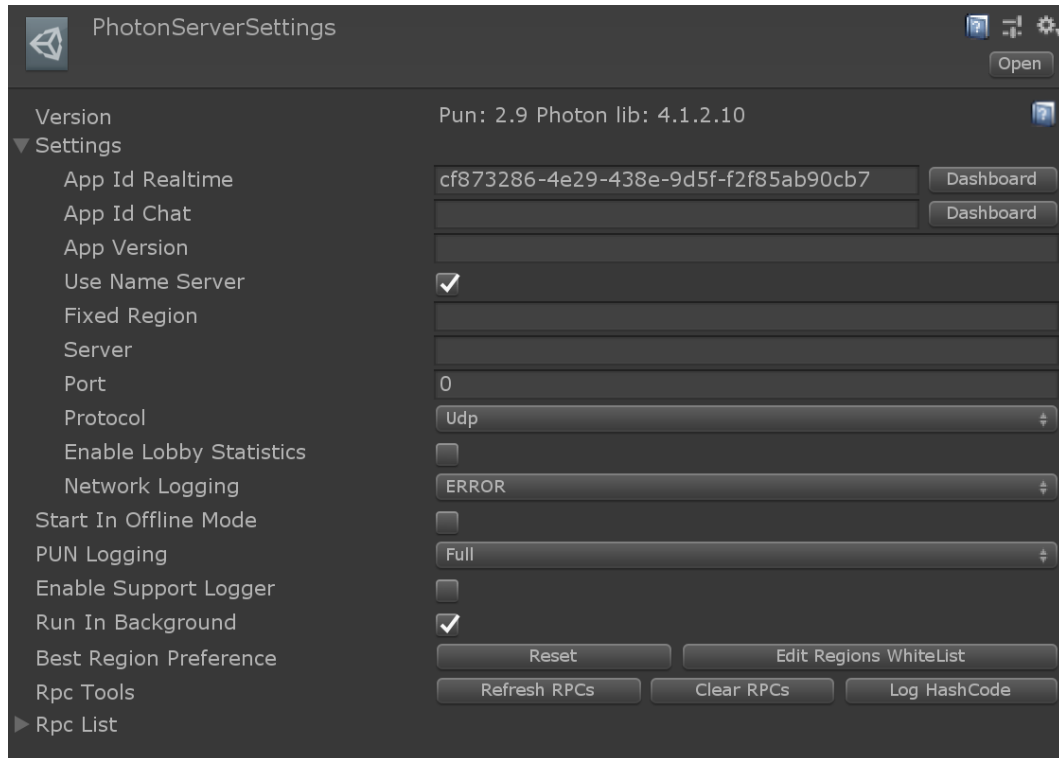 PhotonServerSettings
Open
Version Pun: 2.9 Photon lib: 4.1.2.10
Settings
App Id Realtime cf873286-4e29-438e-9d5f-f2f85ab90cb7 Dashboard
App Id Chat Dashboard
App Version
Use Name Server
Fixed Region
Server
Port 0
Protocol Udp
Enable Lobby Statistics
Network Logging ERROR
Start In Offline Mode
PUN Logging Full
Enable Support Logger
Run In Background
Best Region Preference Reset Edit Regions WhiteList
Rpc Tools Refresh RPCs Clear RPCs Log HashCode
Rpc List